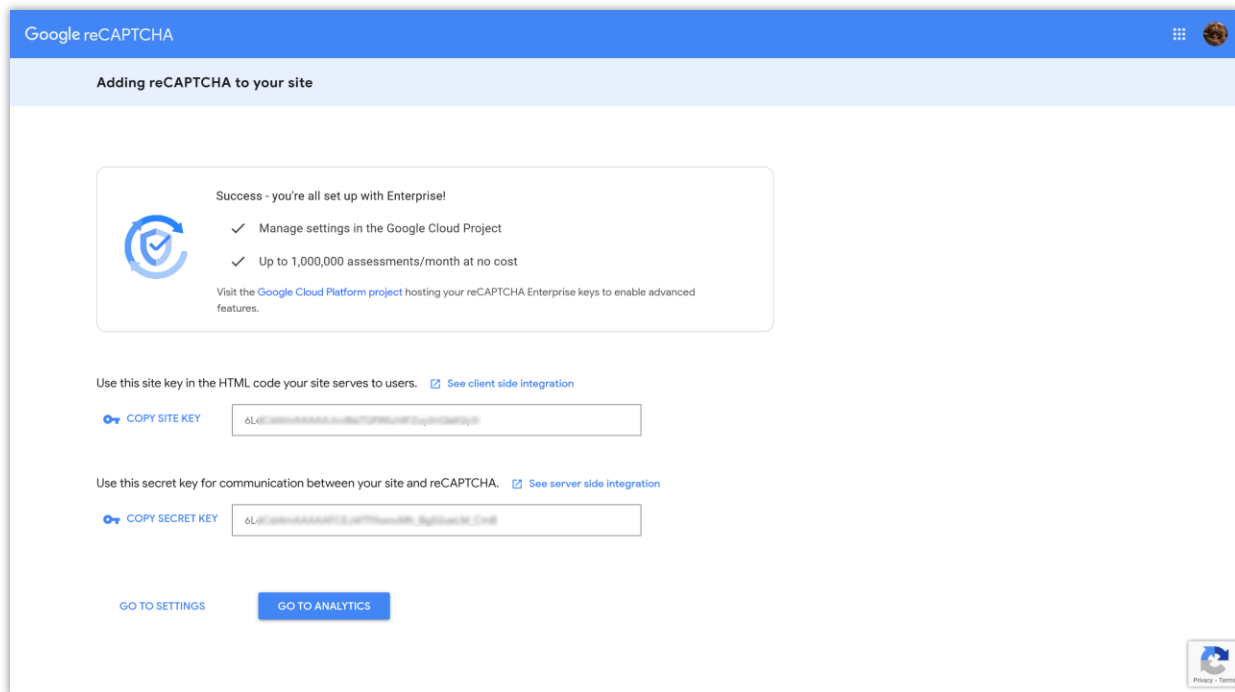 Google reCAPTCHA
Adding reCAPTCHA to your site
Success - you're all set up with Enterprise!
Manage settings in the Google Cloud Project
Up to 1,000,000 assessments/month at no cost
Visit the Google Cloud Platform project hosting your reCAPTCHA Enterprise keys to enable advanced
features.
Use this site key in the HTML code your site serves to users. See client side integration
COPY SITE KEY
Use this secret key for communication between your site and reCAPTCHA. See server side integration
COPY SECRET KEY
GO TO SETTINGS GO TO ANALYTICS
Privacy - Terms